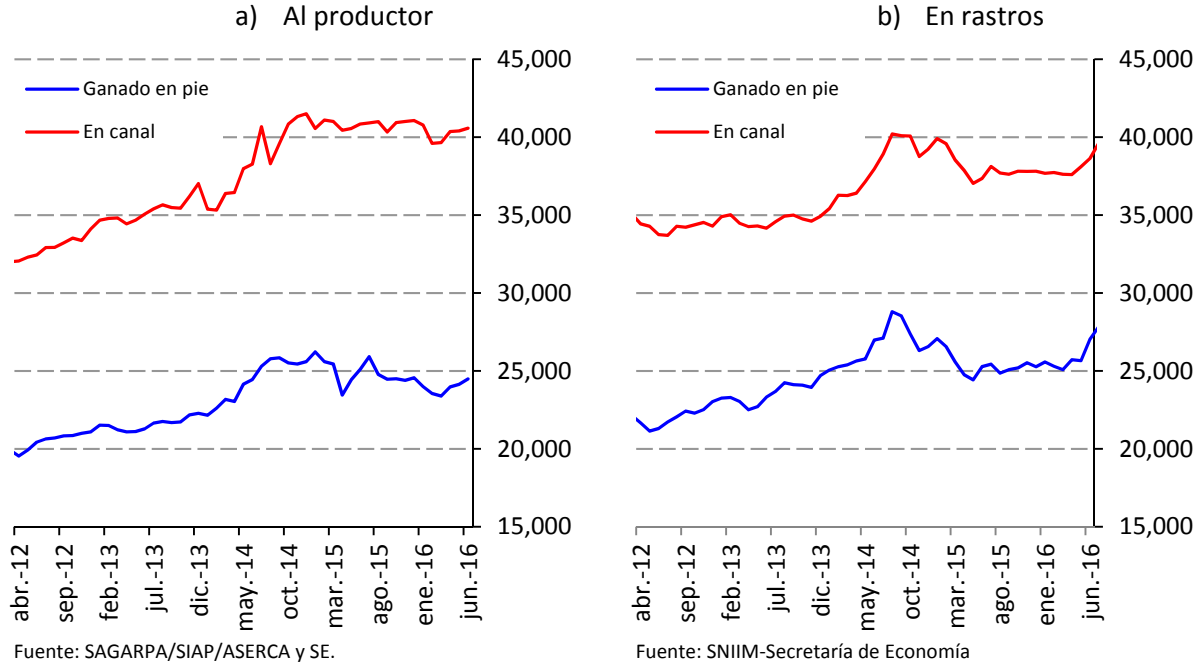 a) Al productor
Ganado en pie
En canal
45,000
40,000
35,000
30,000
25,000
20,000
15,000
abr.-12
sep.-12
feb.-13
jul.-13
dic.-13
may.-14
oct.-14
mar.-15
ago.-15
ene.-16
jun.-16
Fuente: SAGARPA/SIAP/ASERCA y SE.
b) En rastros
Ganado en pie
En canal
45,000
40,000
35,000
30,000
25,000
20,000
15,000
abr.-12
sep.-12
feb.-13
jul.-13
dic.-13
may.-14
oct.-14
mar.-15
ago.-15
ene.-16
jun.-16
Fuente: SNIIM-Secretaría de Economía